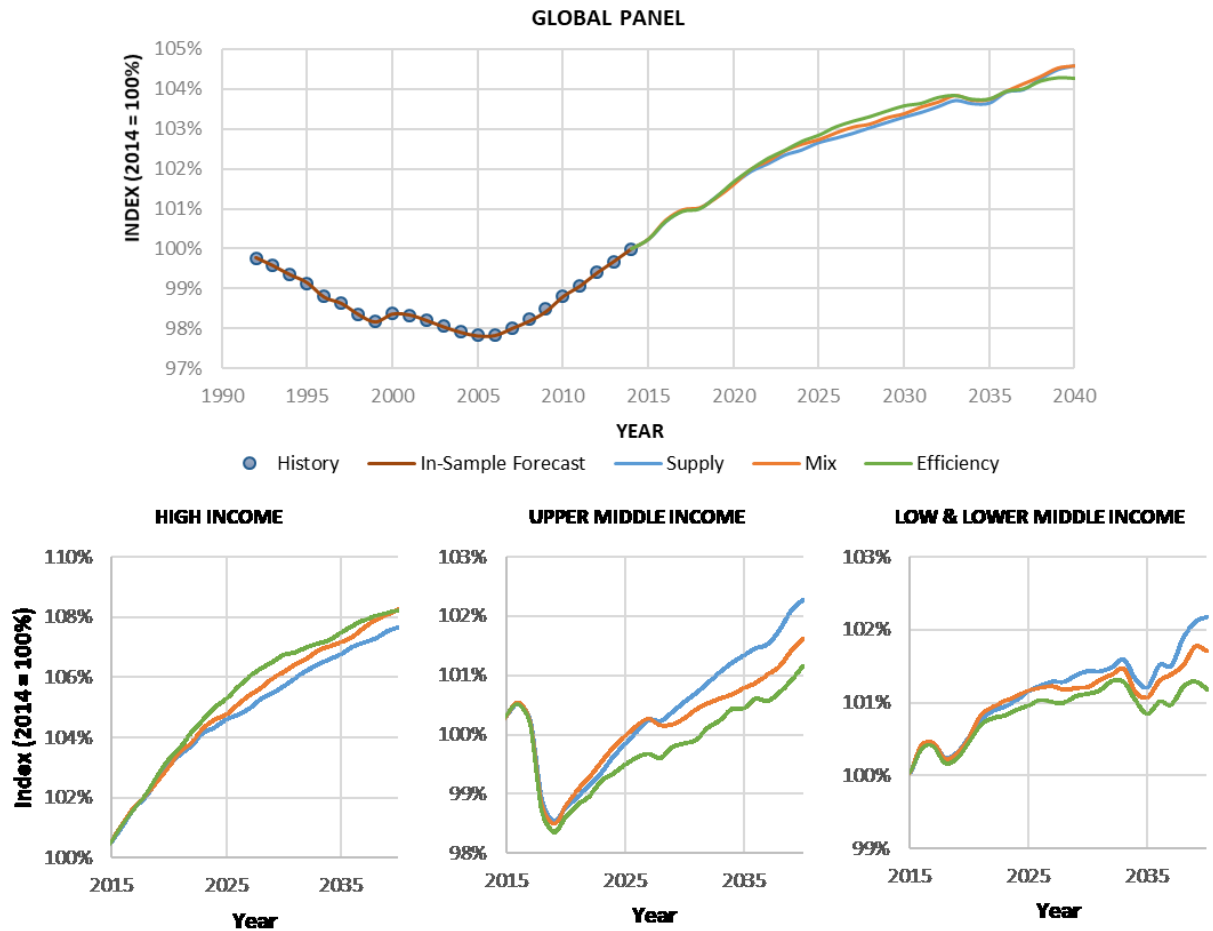 GLOBAL PANEL
INDEX (2014 = 100%)
105%
104%
103%
102%
101%
100%
99%
98%
97%
1990 1995 2000 2005 2010 2015 2020 2025 2030 2035 2040
YEAR
History In-Sample Forecast Supply Mix Efficiency
HIGH INCOME
Index (2014 = 100%)
110%
108%
106%
104%
102%
100%
2015 2025 2035
Year
UPPER MIDDLE INCOME
103%
102%
101%
100%
99%
98%
2015 2025 2035
Year
LOW & LOWER MIDDLE INCOME
103%
102%
101%
100%
99%
2015 2025 2035
Year